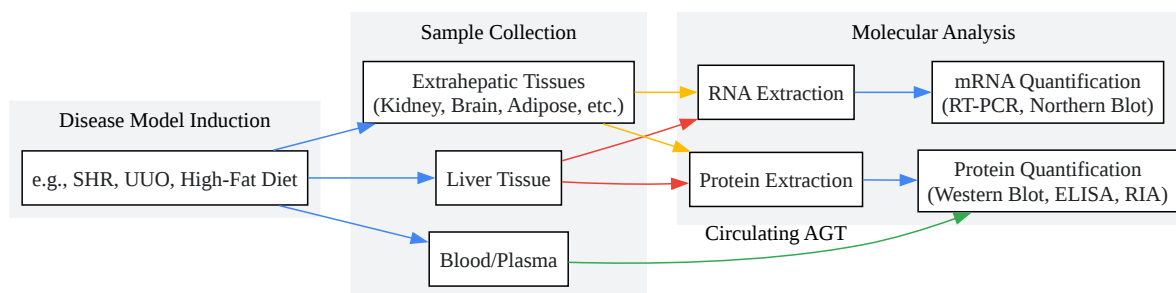 Disease Model Induction
e.g., SHR, UUO, High-Fat Diet
Sample Collection
Extrahepatic Tissues
(Kidney, Brain, Adipose, etc.)
Liver Tissue
Blood/Plasma
Molecular Analysis
RNA Extraction
mRNA Quantification
(RT-PCR, Northern Blot)
Protein Extraction
Protein Quantification
(Western Blot, ELISA, RIA)
Circulating AGT